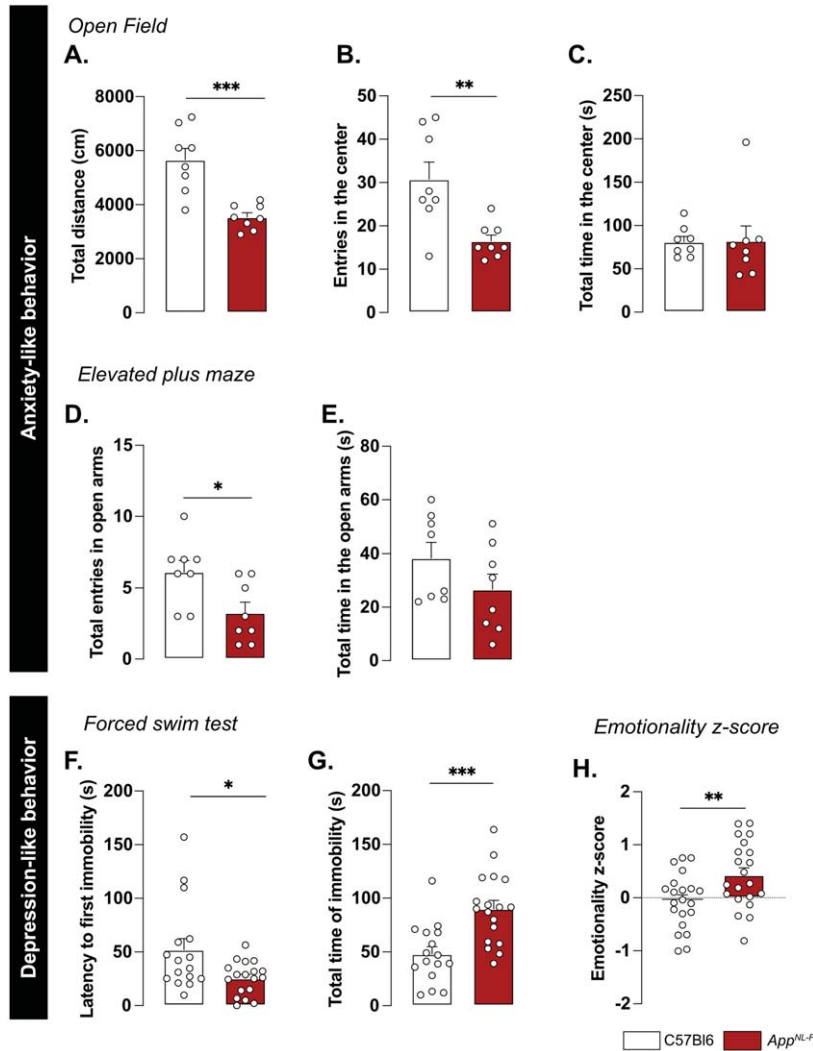 Anxiety-like behavior
Open Field
A.
Total distance (cm)
8000
6000
4000
2000
0
***
B.
Entries in the center
50
40
30
20
10
0
**
C.
Total time in the center (s)
250
200
150
100
50
0
Elevated plus maze
D.
Total entries in open arms
15
10
5
0
*
E.
Total time in the open arms (s)
80
60
40
20
0
Depression-like behavior
Forced swim test
F.
Latency to first immobility (s)
200
150
100
50
0
*
G.
Total time of immobility (s)
200
150
100
50
0
***
Emotionality z-score
H.
Emotionality z-score
2
1
0
-1
-2
**
C57Bl6
App^NL-F